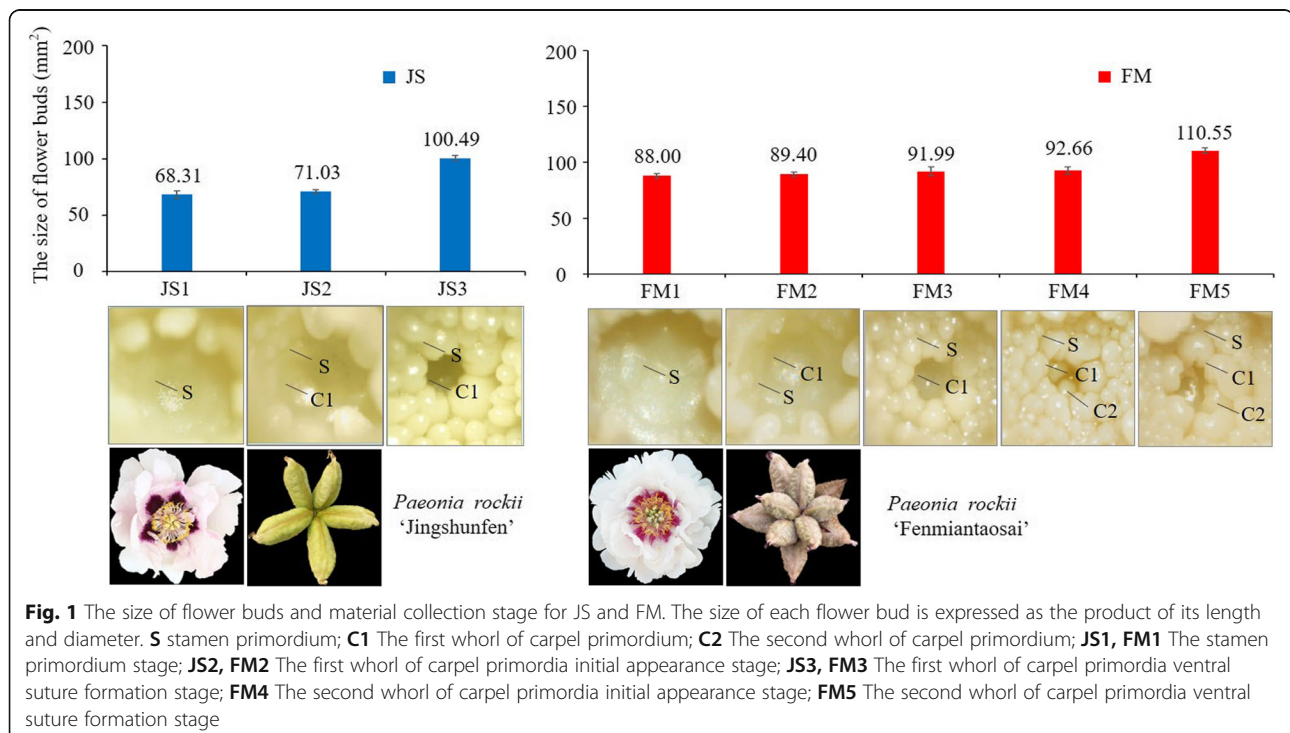 The size of flower buds (mm²)
200
150
100
50
0
JS
68.31
71.03
100.49
JS1
JS2
JS3
200
150
100
50
0
FM
88.00
89.40
91.99
92.66
110.55
FM1
FM2
FM3
FM4
FM5
S
S
C1
S
C1
S
C1
S
S
C1
S
C1
C2
S
C1
C2
Paeonia rockii
‘Jingshunfen’
Paeonia rockii
‘Fenmiantaosai’
Fig. 1 The size of flower buds and material collection stage for JS and FM. The size of each flower bud is expressed as the product of its length
and diameter. S stamen primordium; C1 The first whorl of carpel primordium; C2 The second whorl of carpel primordium; JS1, FM1 The stamen
primordium stage; JS2, FM2 The first whorl of carpel primordia initial appearance stage; JS3, FM3 The first whorl of carpel primordia ventral
suture formation stage; FM4 The second whorl of carpel primordia initial appearance stage; FM5 The second whorl of carpel primordia ventral
suture formation stage